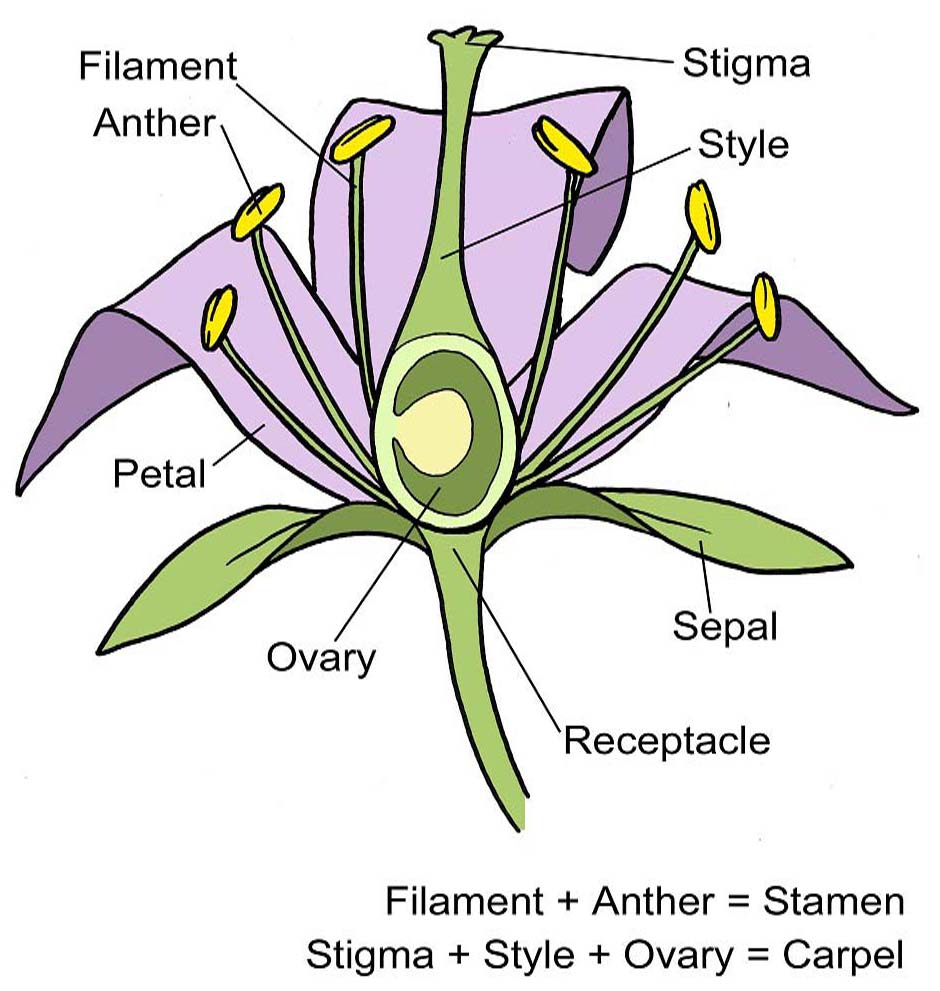 Filament
Stigma
Anther
Style
Petal
Sepal
Ovary
Receptacle
Filament + Anther = Stamen
Stigma + Style + Ovary = Carpel